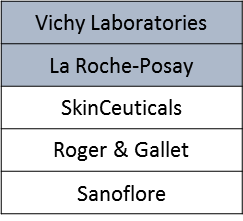 Vichy Laboratories
La Roche-Posay
SkinCeuticals
Roger & Gallet
Sanoflore